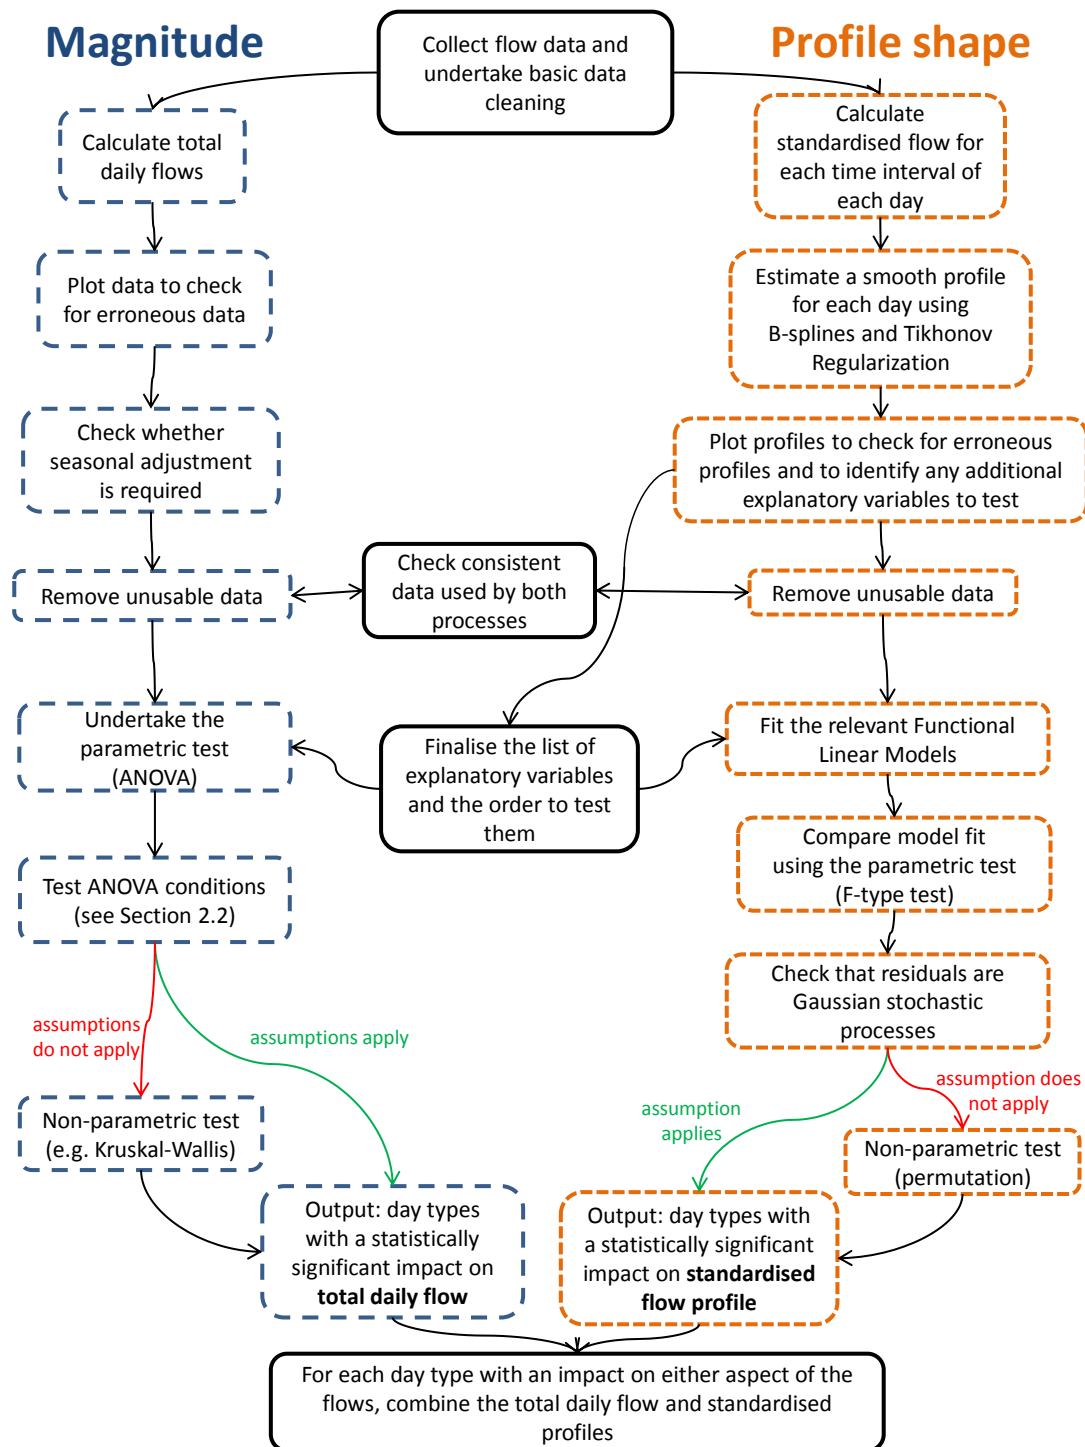 Magnitude
Profile shape
Collect flow data and
undertake basic data
cleaning
Calculate total
daily flows
Calculate
standardised flow for
each time interval of
each day
Plot data to check
for erroneous data
Estimate a smooth profile
for each day using
B-splines and Tikhonov
Regularization
Check whether
seasonal adjustment
is required
Plot profiles to check for erroneous
profiles and to identify any additional
explanatory variables to test
Remove unusable data
Check consistent
data used by both
processes
Remove unusable data
Undertake the
parametric test
(ANOVA)
Finalise the list of
explanatory variables
and the order to test
them
Fit the relevant Functional
Linear Models
Compare model fit
using the parametric test
(F-type test)
Test ANOVA conditions
(see Section 2.2)
Check that residuals are
Gaussian stochastic
processes
assumptions
do not apply
assumptions apply
assumption
applies
assumption does
not apply
Non-parametric test
(e.g. Kruskal-Wallis)
Non-parametric test
(permutation)
Output: day types
with a statistically
significant impact on
total daily flow
Output: day types with
a statistically significant
impact on standardised
flow profile
For each day type with an impact on either aspect of the
flows, combine the total daily flow and standardised
profiles